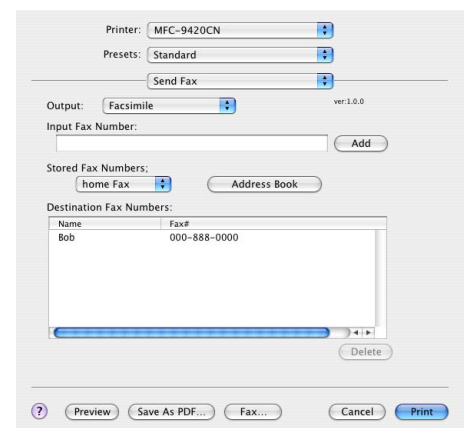 Printer: MFC-9420CN
Presets: Standard
Send Fax
Output: Facsimile ver:1.0.0
Input Fax Number:
Add
Stored Fax Numbers;
home Fax Address Book
Destination Fax Numbers:
Name Fax#
Bob 000-888-0000
Delete
? Preview Save As PDF... Fax... Cancel Print